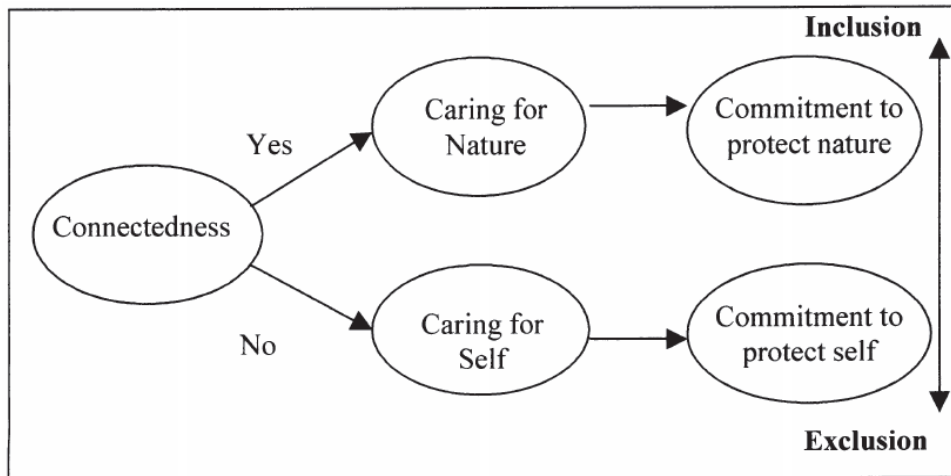 Inclusion
Caring for
Nature
Commitment to
protect nature
Yes
Connectedness
No
Caring for
Self
Commitment to
protect self
Exclusion